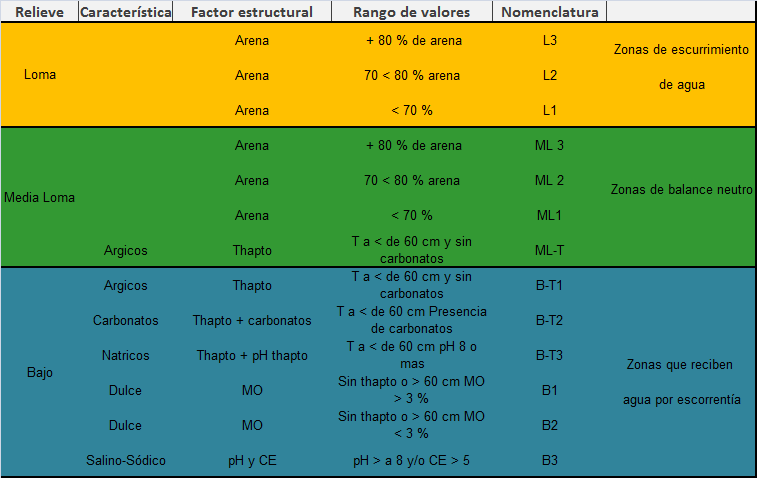 Relieve Característica Factor estructural Rango de valores Nomenclatura
Loma
Arena + 80 % de arena L3
Arena 70 < 80 % arena L2
Arena < 70 % L1
Zonas de escurrimiento
de agua
Media Loma
Arena + 80 % de arena ML 3
Arena 70 < 80 % arena ML 2
Arena < 70 % ML1
Argicos Thapto T a < de 60 cm y sin
carbonatos ML-T
Zonas de balance neutro
Bajo
Argicos Thapto T a < de 60 cm y sin
carbonatos B-T1
Carbonatos Thapto + carbonatos T a < de 60 cm Presencia
de carbonatos B-T2
Natricos Thapto + pH thapto T a < de 60 cm pH 8 o
mas B-T3
Dulce MO Sin thapto o > 60 cm MO
> 3 % B1
Dulce MO Sin thapto o > 60 cm MO
< 3 % B2
Salino-Sódico pH y CE pH > a 8 y/o CE > 5 B3
Zonas que reciben
agua por escorrentía